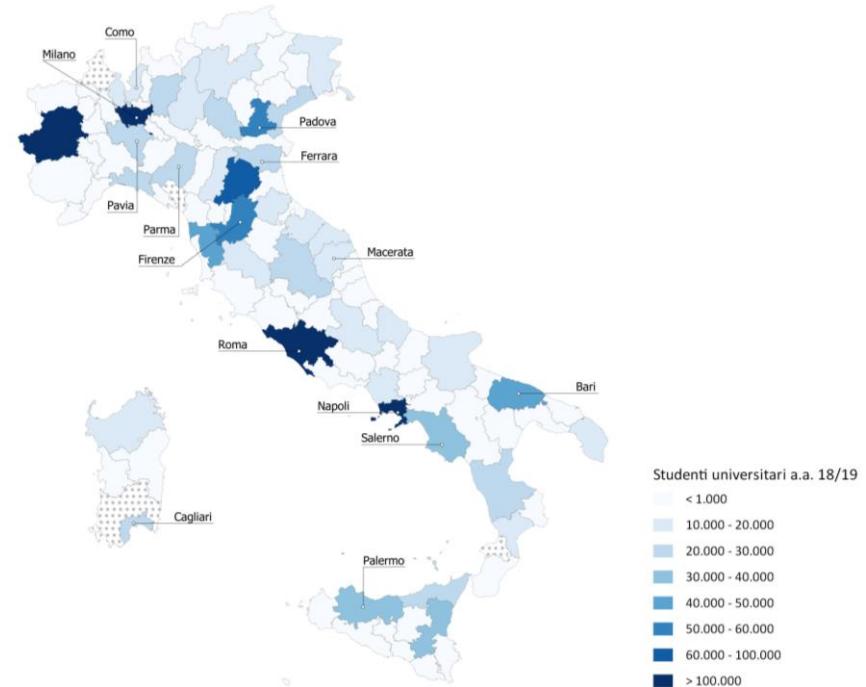 Como
Milano
Padova
Ferrara
Pavia
Parma
Firenze
Macerata
Roma
Bari
Napoli
Salerno
Cagliari
Palermo
Studenti universitari a.a. 18/19
< 1.000
10.000 - 20.000
20.000 - 30.000
30.000 - 40.000
40.000 - 50.000
50.000 - 60.000
60.000 - 100.000
> 100.000